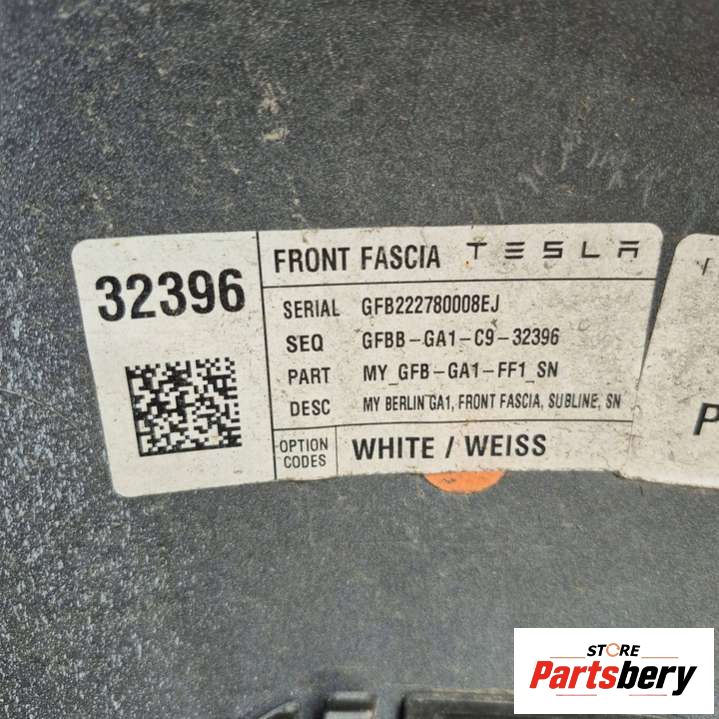 32396
FRONT FASCIA TESLA
SERIAL GFB222780008EJ
SEQ GFBB-GA1-C9-32396
PART MY_GFB-GA1-FF1_SN
DESC MY BERLIN GA1, FRONT FASCIA, SUBLINE, SN
OPTION CODES WHITE / WEISS
P
STORE
Partsbery